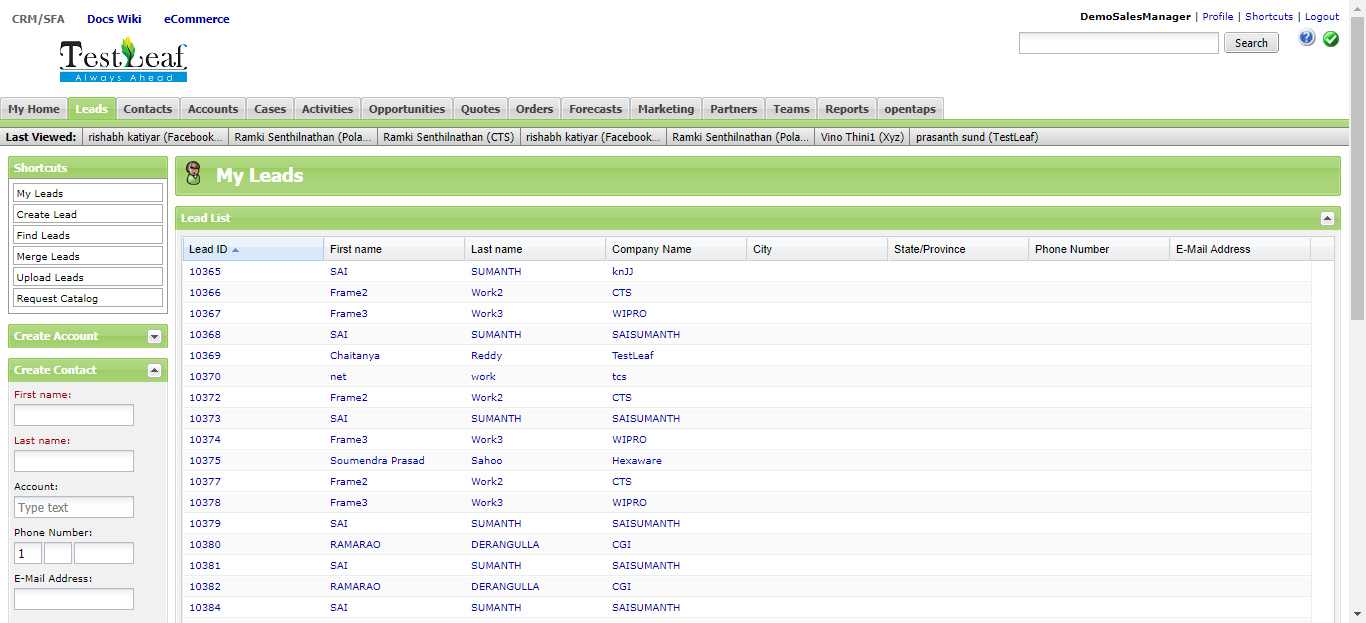 CRM/SFA Docs Wiki eCommerce
DemoSalesManager | Profile | Shortcuts | Logout
TestLeaf
Always Ahead
Search
My Home Leads Contacts Accounts Cases Activities Opportunities Quotes Orders Forecasts Marketing Partners Teams Reports opentaps
Last Viewed: rishabh katiyar (Facebook... Ramki Senthilnathan (Pola... Ramki Senthilnathan (CTS) rishabh katiyar (Facebook... Ramki Senthilnathan (Pola... Vino Thini1 (Xyz) prasanth sund (TestLeaf)
Shortcuts
My Leads
Create Lead
Find Leads
Merge Leads
Upload Leads
Request Catalog
Create Account
Create Contact
First name:
Last name:
Account:
Type text
Phone Number:
1
E-Mail Address:
My Leads
Lead List
Lead ID First name Last name Company Name City State/Province Phone Number E-Mail Address
10365 SAI SUMANTH knJJ
10366 Frame2 Work2 CTS
10367 Frame3 Work3 WIPRO
10368 SAI SUMANTH SAISUMANTH
10369 Chaitanya Reddy TestLeaf
10370 net work tcs
10372 Frame2 Work2 CTS
10373 SAI SUMANTH SAISUMANTH
10374 Frame3 Work3 WIPRO
10375 Soumendra Prasad Sahoo Hexaware
10377 Frame2 Work2 CTS
10378 Frame3 Work3 WIPRO
10379 SAI SUMANTH SAISUMANTH
10380 RAMARAO DERANGULLA CGI
10381 SAI SUMANTH SAISUMANTH
10382 RAMARAO DERANGULLA CGI
10384 SAI SUMANTH SAISUMANTH